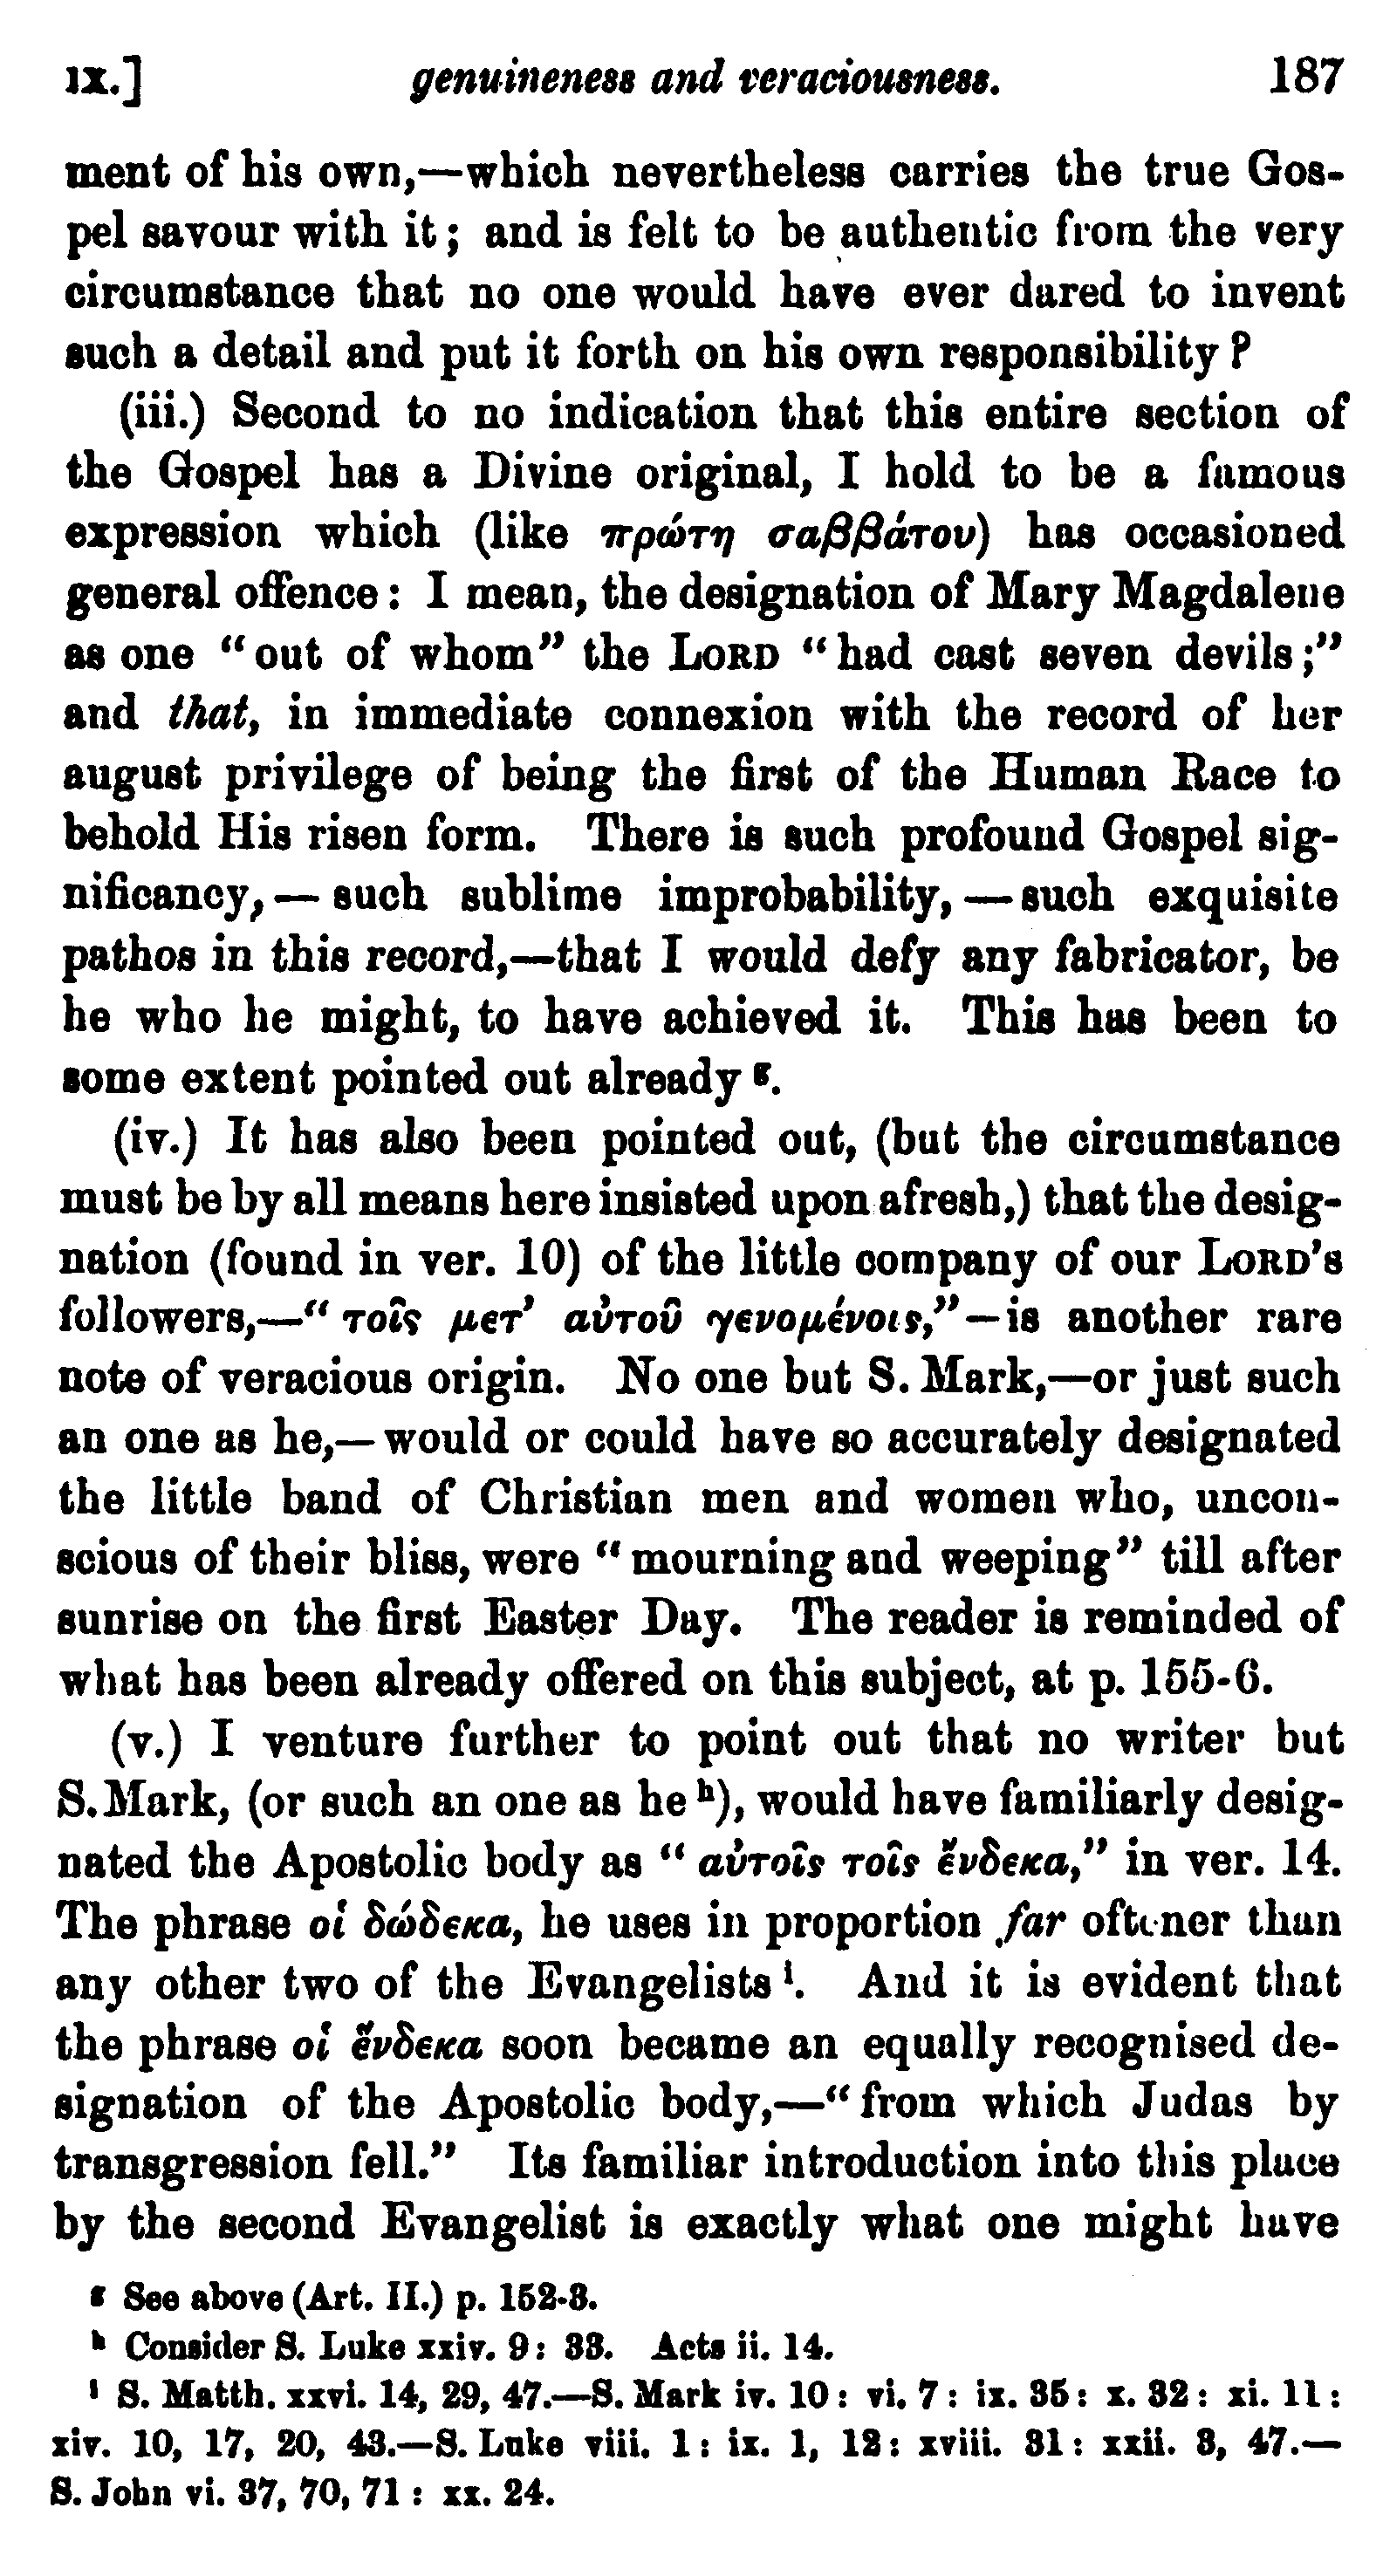 IX.] genuineness and veraciousness. 187
ment of his own,—which nevertheless carries the true Gos-
pel savour with it; and is felt to be authentic from the very
circumstance that no one would have ever dared to invent
such a detail and put it forth on his own responsibility?
(iii.) Second to no indication that this entire section of
the Gospel has a Divine original, I hold to be a famous
expression which (like πρώτη σαββάτου) has occasioned
general offence: I mean, the designation of Mary Magdalene
as one “out of whom” the LORD “had cast seven devils;”
and that, in immediate connexion with the record of her
august privilege of being the first of the Human Race to
behold His risen form. There is such profound Gospel sig-
nificancy,—such sublime improbability,—such exquisite
pathos in this record,—that I would defy any fabricator, be
he who he might, to have achieved it. This has been to
some extent pointed out already g.
(iv.) It has also been pointed out, (but the circumstance
must be by all means here insisted upon afresh,) that the desig-
nation (found in ver. 10) of the little company of our LORD’S
followers,—“τοῖς μετ’ αὐτοῦ γενομένοις,”—is another rare
note of veracious origin. No one but S. Mark,—or just such
an one as he,—would or could have so accurately designated
the little band of Christian men and women who, uncon-
scious of their bliss, were “mourning and weeping” till after
sunrise on the first Easter Day. The reader is reminded of
what has been already offered on this subject, at p. 155-6.
(v.) I venture further to point out that no writer but
S. Mark, (or such an one as he h), would have familiarly desig-
nated the Apostolic body as “αὐτοῖς τοῖς ἕνδεκα,” in ver. 14.
The phrase οἱ δώδεκα, he uses in proportion far oftener than
any other two of the Evangelists i. And it is evident that
the phrase οἱ ἕνδεκα soon became an equally recognised de-
signation of the Apostolic body,—“from which Judas by
transgression fell.” Its familiar introduction into this place
by the second Evangelist is exactly what one might have
g See above (Art. II.) p. 152-3.
h Consider S. Luke xxiv. 9: 33. Acts ii. 14.
i S. Matth. xxvi. 14, 29, 47.—S. Mark iv. 10: vi. 7: ix. 35: x. 32: xi. 11:
xiv. 10, 17, 20, 43.—S. Luke viii. 1: ix. 1, 12: xviii. 31: xxii. 3, 47.—
S. John vi. 37, 70, 71: xx. 24.